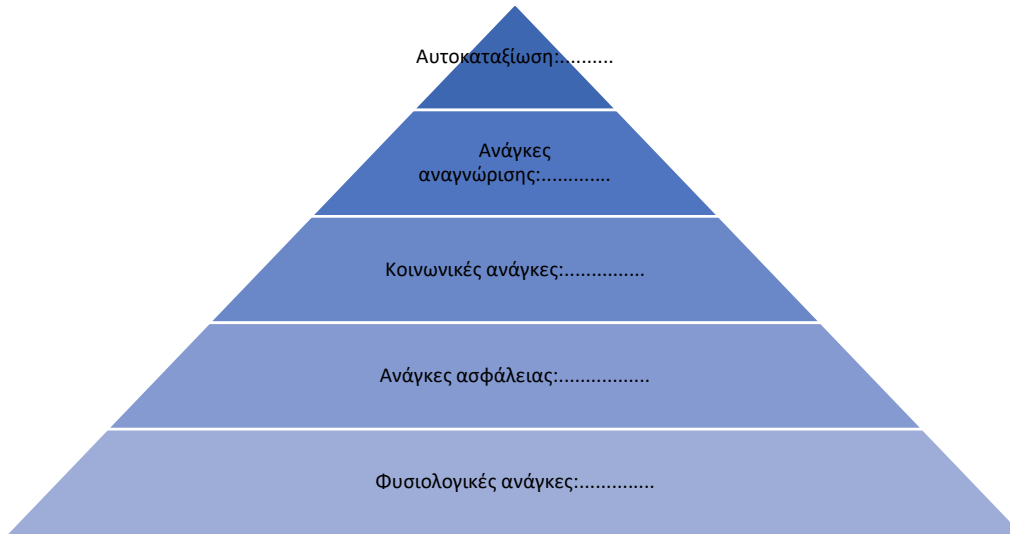 Αυτοκαταξίωση:..........
Ανάγκες
αναγνώρισης:.............
Κοινωνικές ανάγκες:...............
Ανάγκες ασφάλειας:.................
Φυσιολογικές ανάγκες:..............